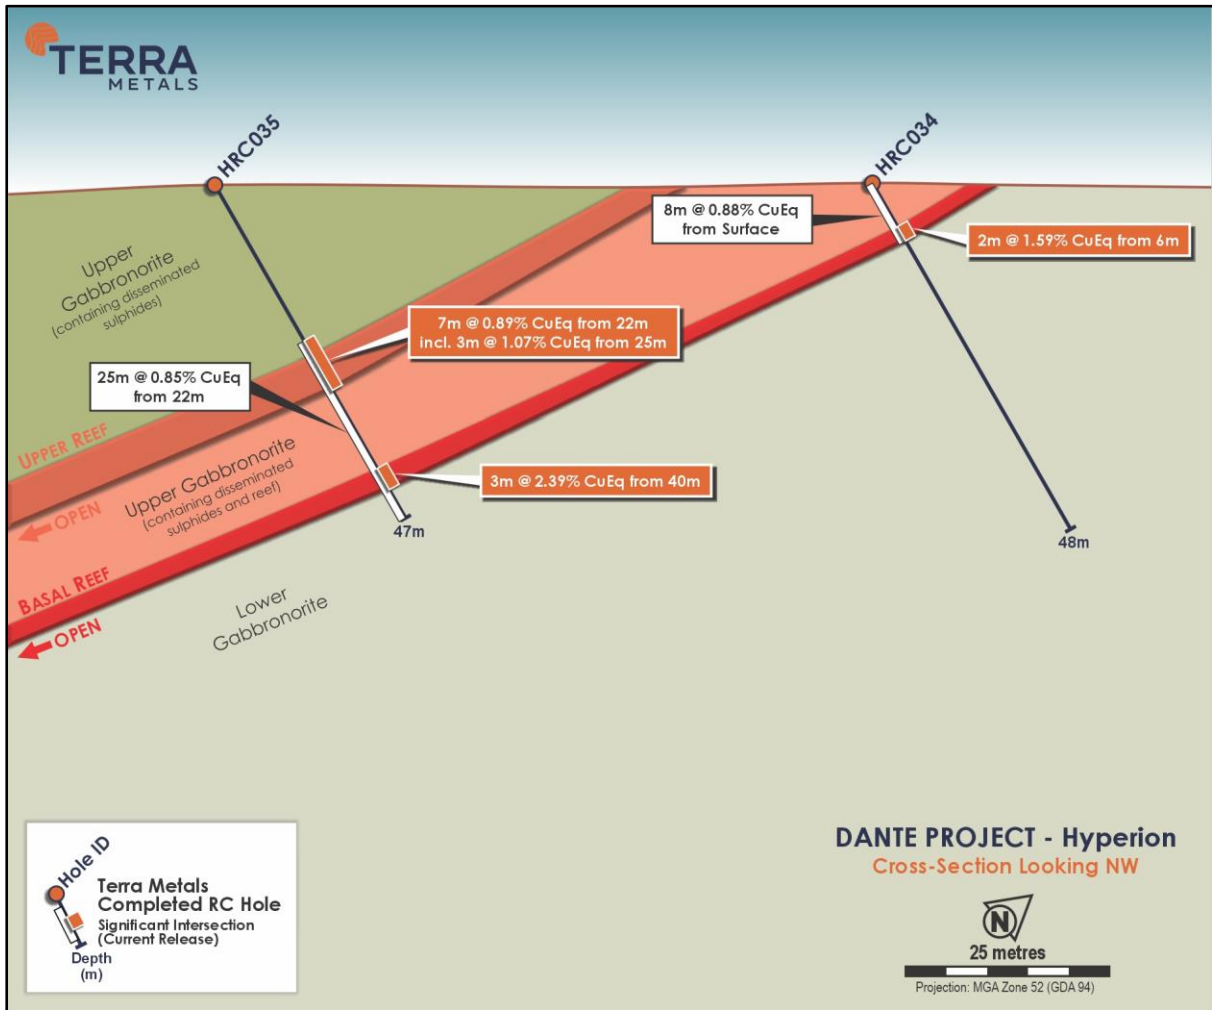 TERRA
METALS
HRC035
HRC034
8m @ 0.88% CuEq
from Surface
2m @ 1.59% CuEq from 6m
Upper
Gabbronorite
(containing disseminated
sulphides)
7m @ 0.89% CuEq from 22m
incl. 3m @ 1.07% CuEq from 25m
25m @ 0.85% CuEq
from 22m
UPPER REEF
OPEN
Upper Gabbronorite
(containing disseminated
sulphides and reef)
3m @ 2.39% CuEq from 40m
47m
48m
BASAL REEF
OPEN
Lower
Gabbronorite
Hole ID
Terra Metals
Completed RC Hole
Significant Intersection
(Current Release)
Depth
(m)
DANTE PROJECT - Hyperion
Cross-Section Looking NW
N
25 metres
Projection: MGA Zone 52 (GDA 94)